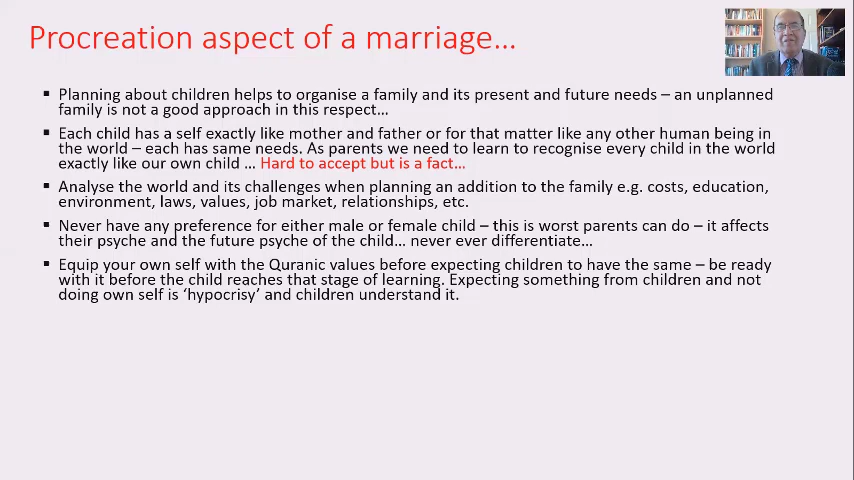 Procreation aspect of a marriage...
▪ Planning about children helps to organise a family and its present and future needs – an unplanned
family is not a good approach in this respect...
▪ Each child has a self exactly like mother and father or for that matter like any other human being in
the world – each has same needs. As parents we need to learn to recognise every child in the world
exactly like our own child ... Hard to accept but is a fact...
▪ Analyse the world and its challenges when planning an addition to the family e.g. costs, education,
environment, laws, values, job market, relationships, etc.
▪ Never have any preference for either male or female child – this is worst parents can do – it affects
their psyche and the future psyche of the child... never ever differentiate...
▪ Equip your own self with the Quranic values before expecting children to have the same – be ready
with it before the child reaches that stage of learning. Expecting something from children and not
doing own self is ‘hypocrisy’ and children understand it.